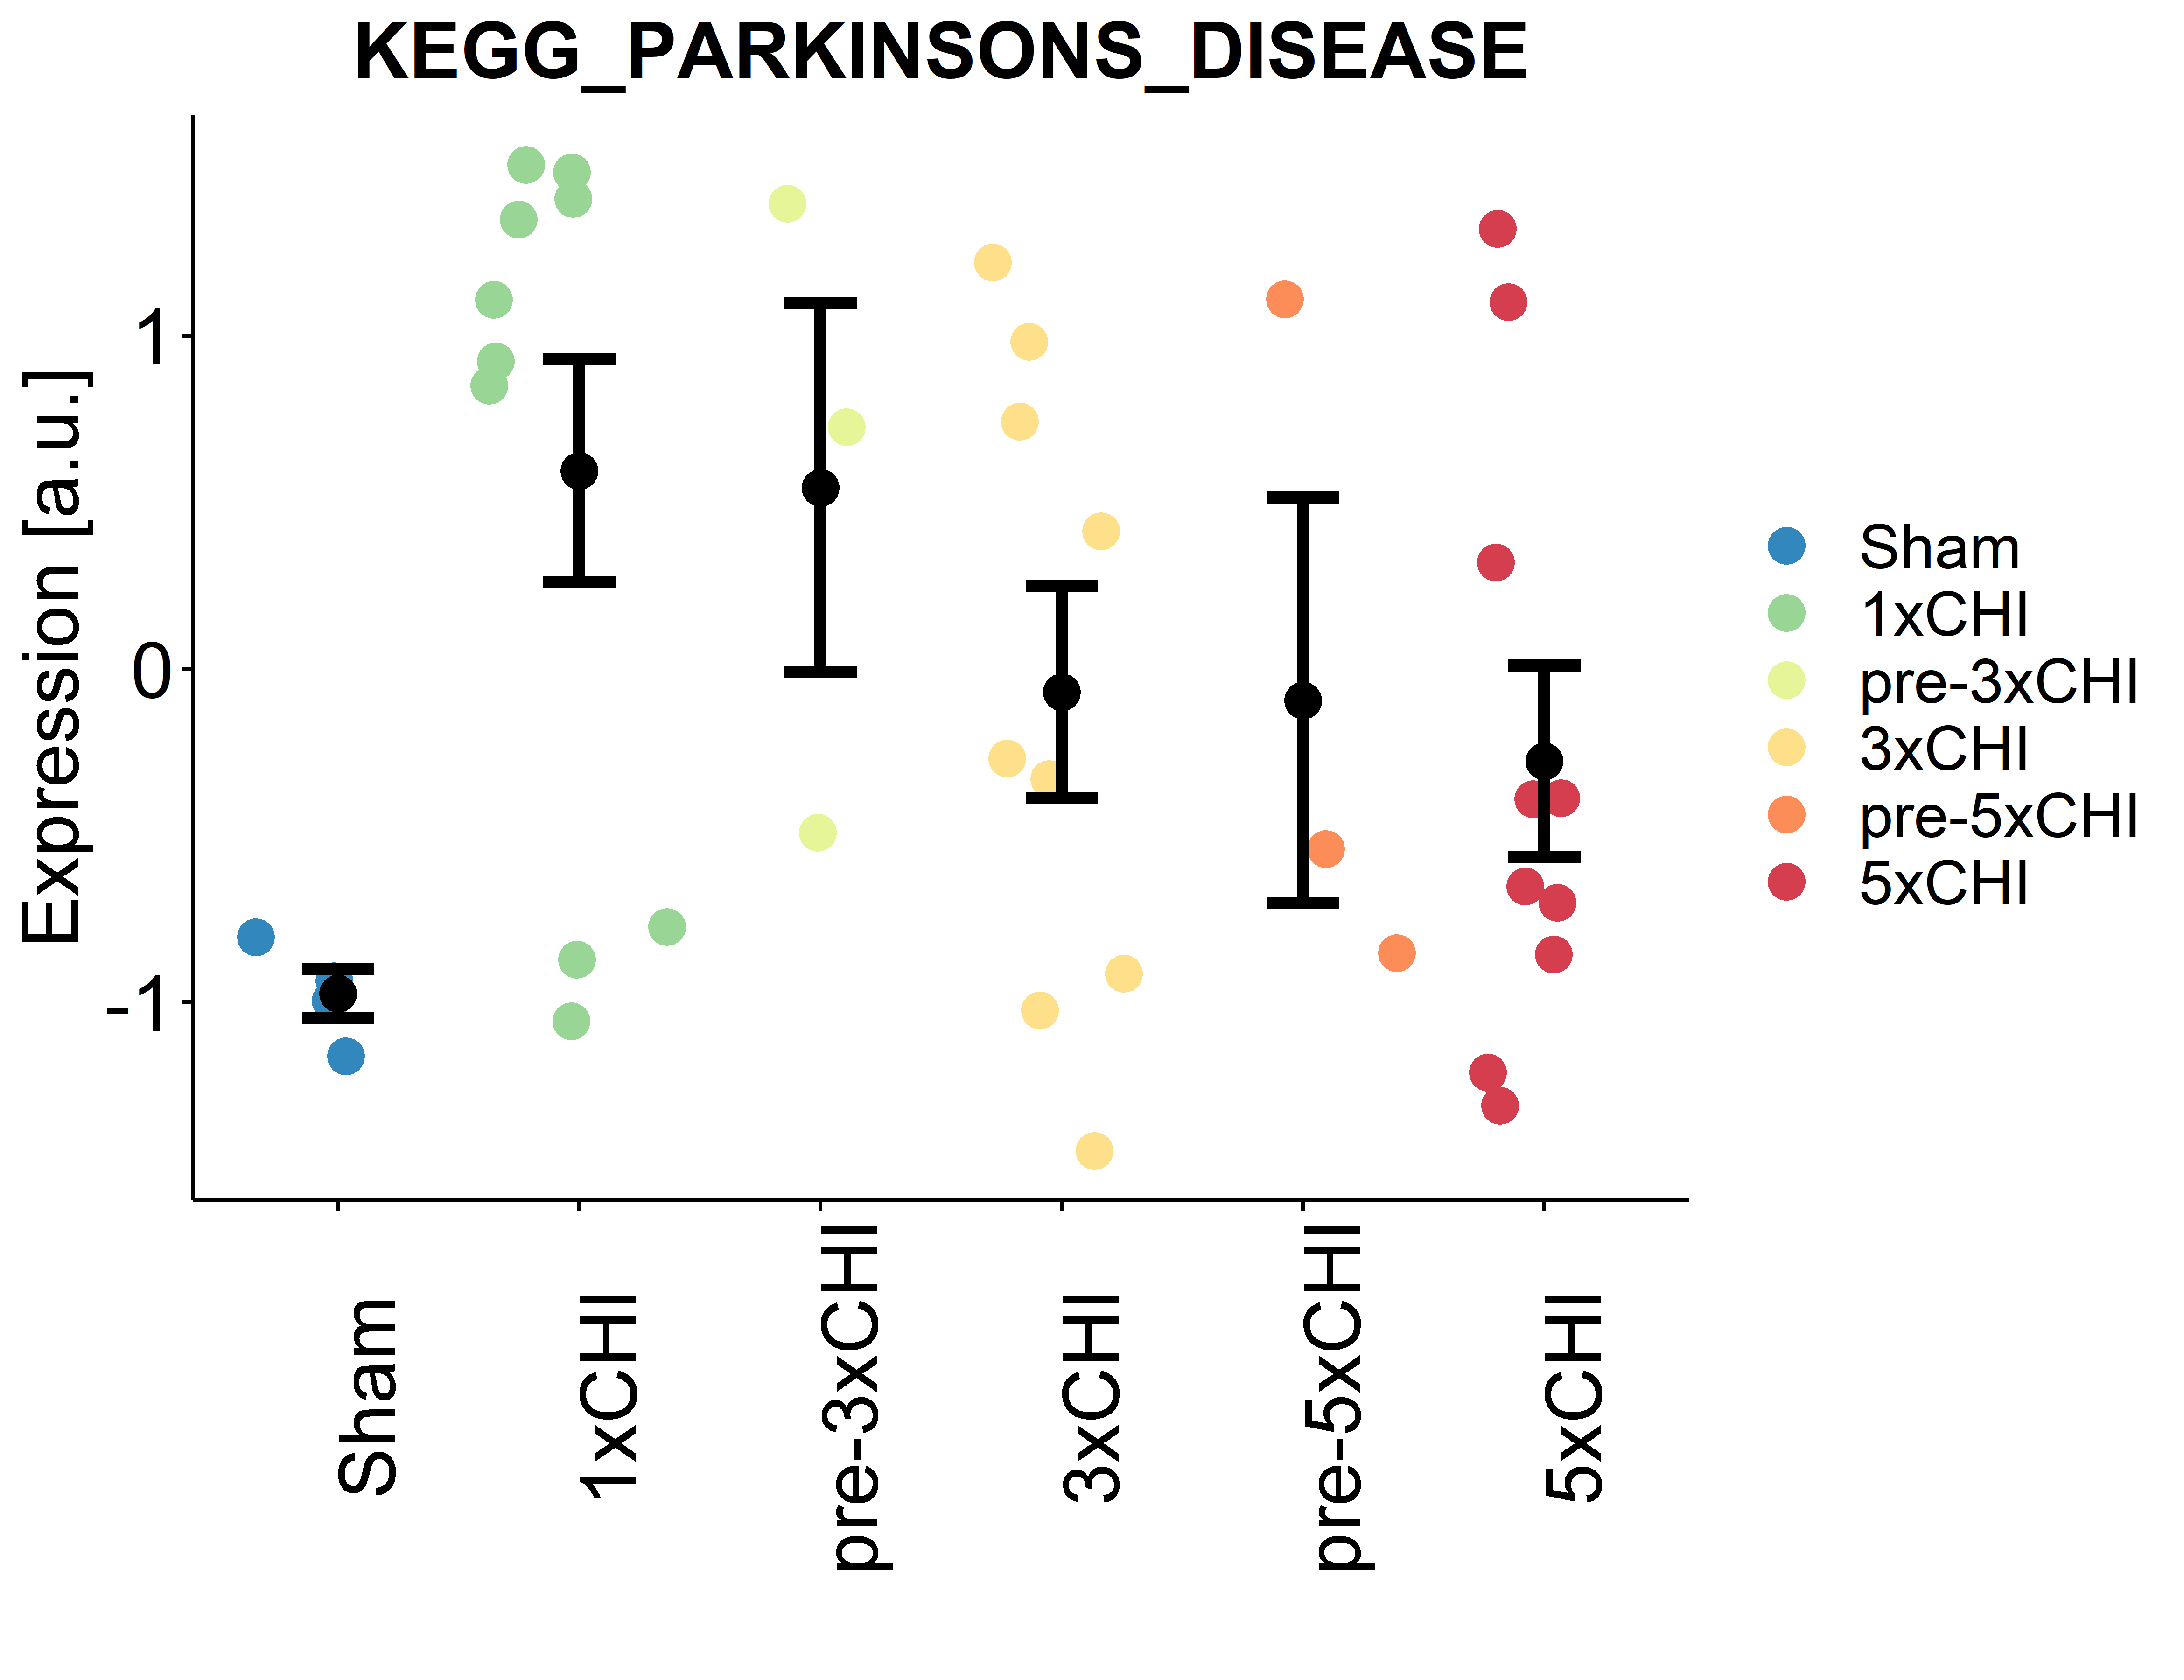 KEGG_PARKINSONS_DISEASE
Expression [a.u.]
1
0
-1
Sham
1xCHI
pre-3xCHI
3xCHI
pre-5xCHI
5xCHI
Sham
1xCHI
pre-3xCHI
3xCHI
pre-5xCHI
5xCHI